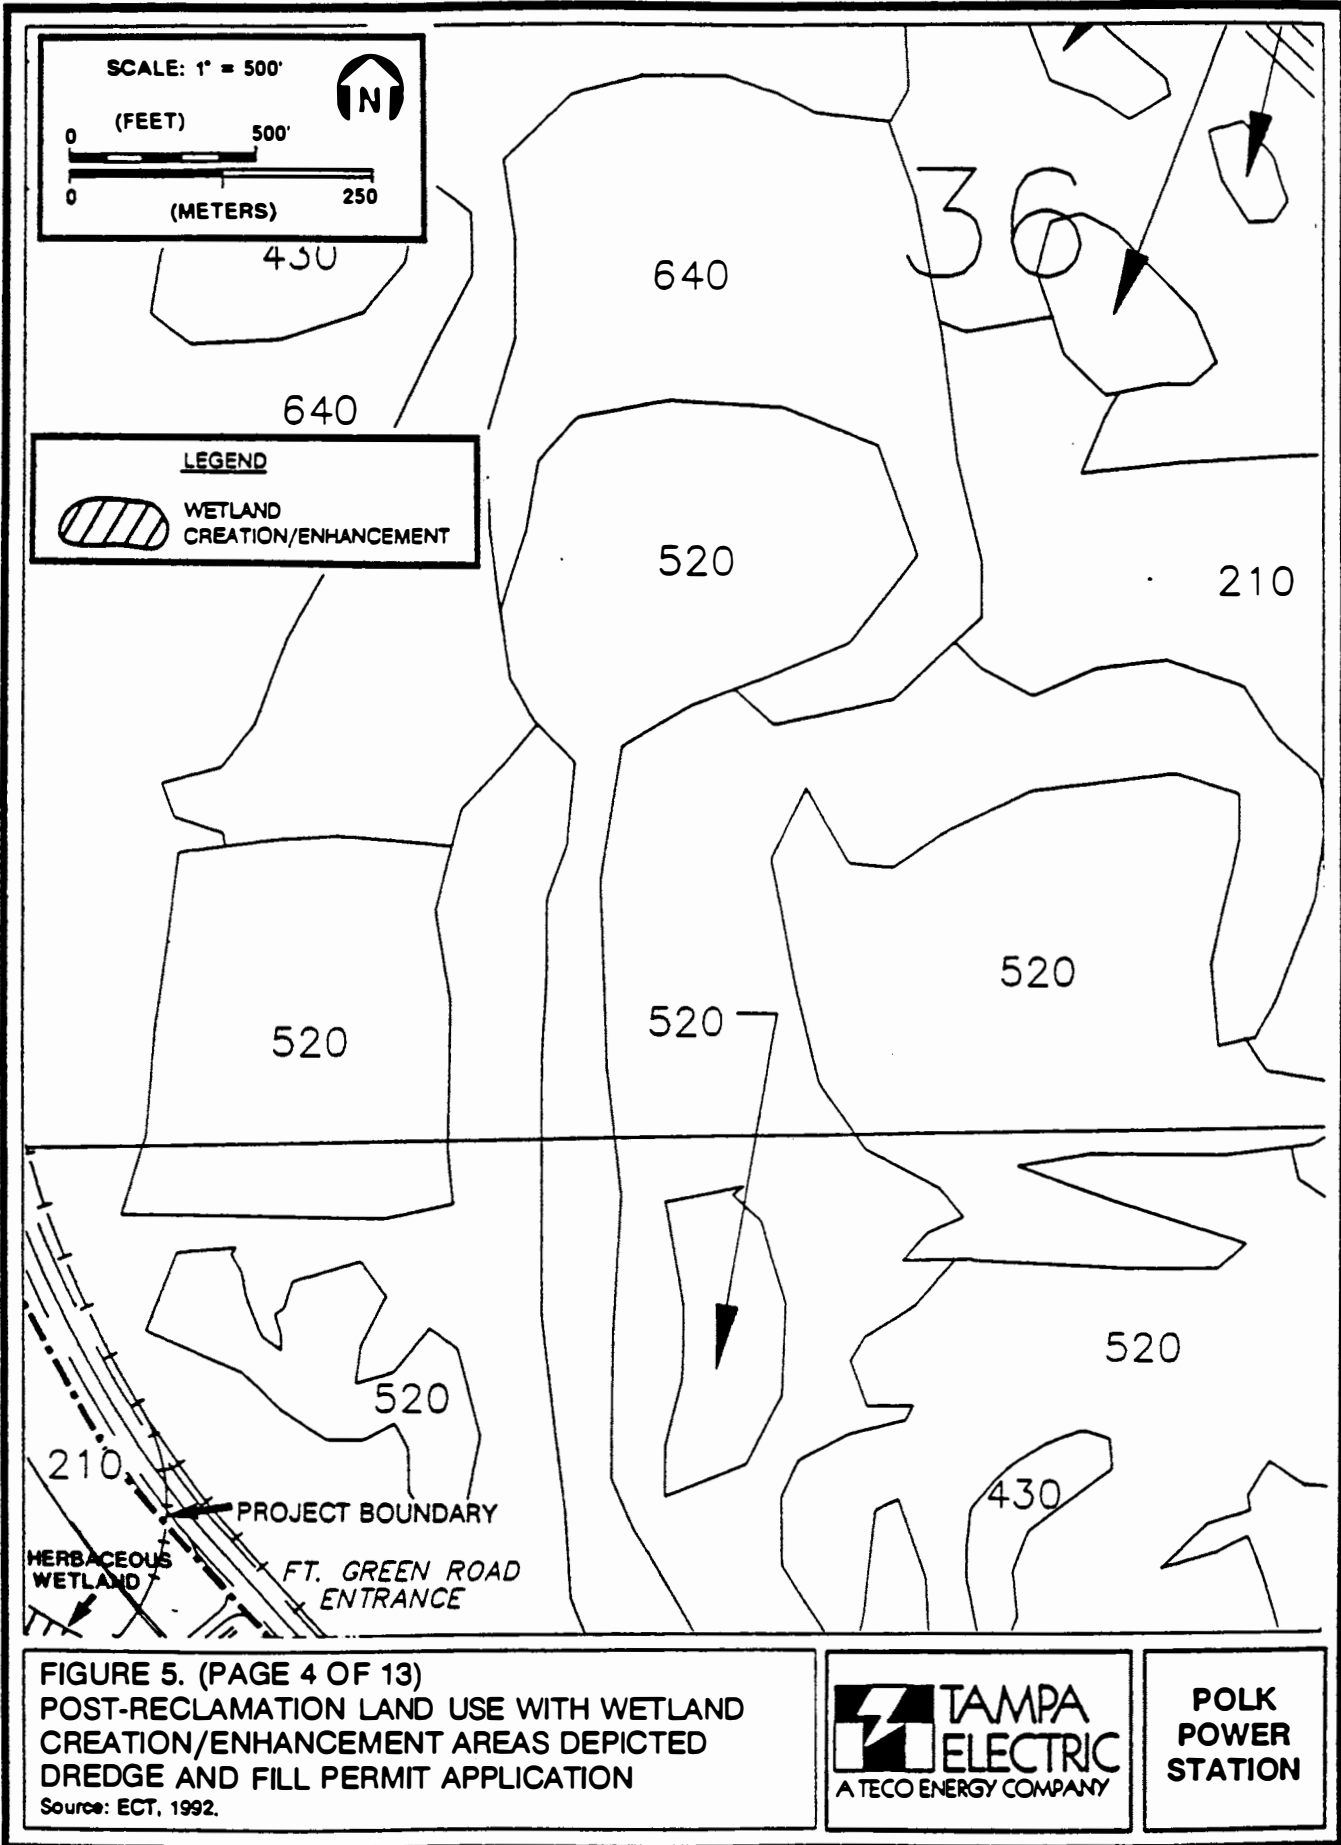 SCALE: 1" = 500'
N
(FEET)
0 500'
0 250
(METERS)
430
640
36
640
LEGEND
WETLAND
CREATION/ENHANCEMENT
520
210
520
520
520
520
520
210
430
PROJECT BOUNDARY
HERBACEOUS
WETLAND
FT. GREEN ROAD
ENTRANCE
FIGURE 5. (PAGE 4 OF 13)
POST-RECLAMATION LAND USE WITH WETLAND
CREATION/ENHANCEMENT AREAS DEPICTED
DREDGE AND FILL PERMIT APPLICATION
Source: ECT, 1992.
TAMPA
ELECTRIC
A TECO ENERGY COMPANY
POLK
POWER
STATION